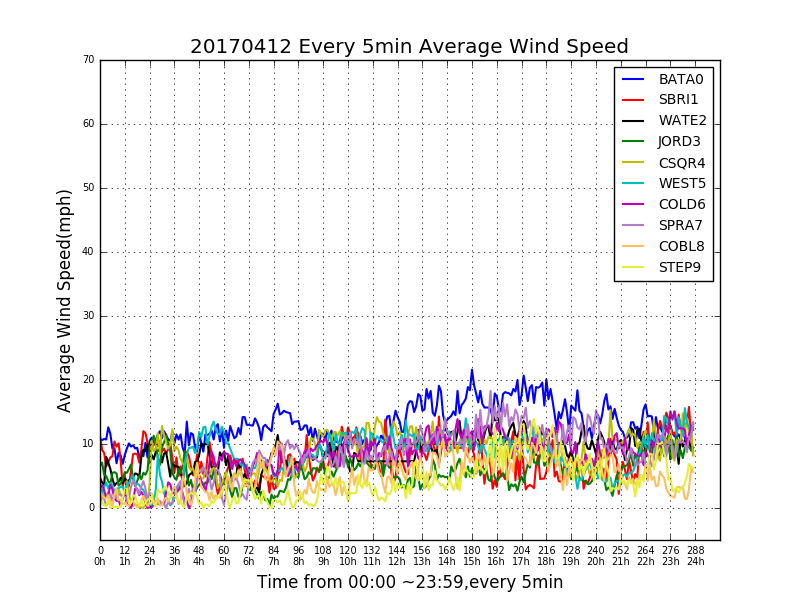 20170412 Every 5min Average Wind Speed
Average Wind Speed(mph)
70
60
50
40
30
20
10
0
BATA0
SBRI1
WATE2
JORD3
CSQR4
WEST5
COLD6
SPRA7
COBL8
STEP9
0 12 24 36 48 60 72 84 96 108 120 132 144 156 168 180 192 204 216 228 240 252 264 276 288
0h 1h 2h 3h 4h 5h 6h 7h 8h 9h 10h 11h 12h 13h 14h 15h 16h 17h 18h 19h 20h 21h 22h 23h 24h
Time from 00:00 ~23:59,every 5min